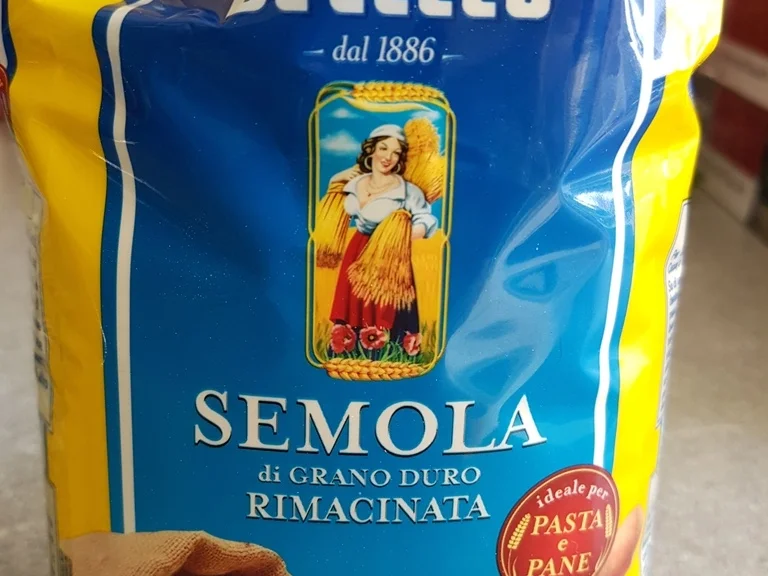 dal 1886
SEMOLA
di GRANO DURO
RIMACINATA
ideale per
PASTA
e
PANE